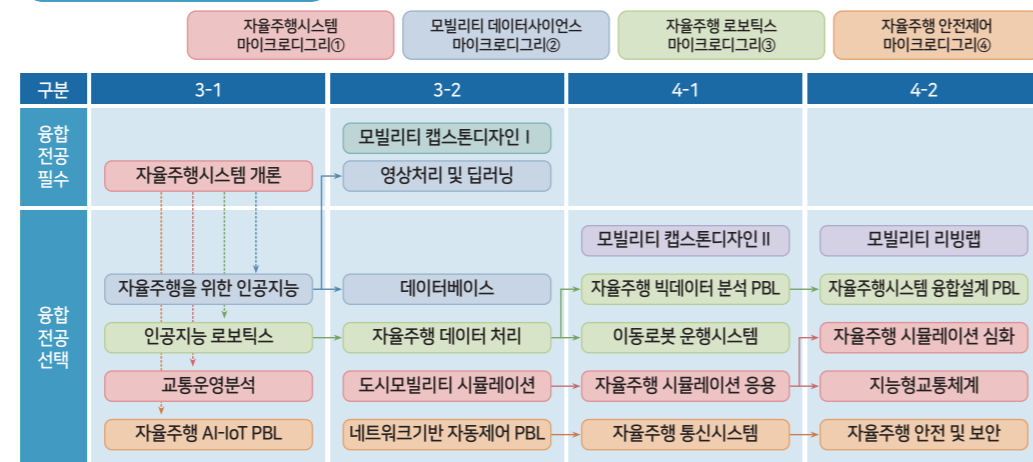 자율주행시스템
마이크로디그리①
모빌리티 데이터사이언스
마이크로디그리②
자율주행 로보틱스
마이크로디그리③
자율주행 안전제어
마이크로디그리④
구분
3-1
3-2
4-1
4-2
융합
전공
필수
모빌리티 캡스톤디자인 Ⅰ
자율주행시스템 개론
영상처리 및 딥러닝
융합
전공
선택
모빌리티 캡스톤디자인 Ⅱ
모빌리티 리빙랩
자율주행을 위한 인공지능
데이터베이스
자율주행 빅데이터 분석 PBL
자율주행시스템 융합설계 PBL
인공지능 로보틱스
자율주행 데이터 처리
이동로봇 운행시스템
자율주행 시뮬레이션 심화
교통운영분석
도시모빌리티 시뮬레이션
자율주행 시뮬레이션 응용
지능형교통체계
자율주행 AI-IoT PBL
네트워크기반 자동제어 PBL
자율주행 통신시스템
자율주행 안전 및 보안